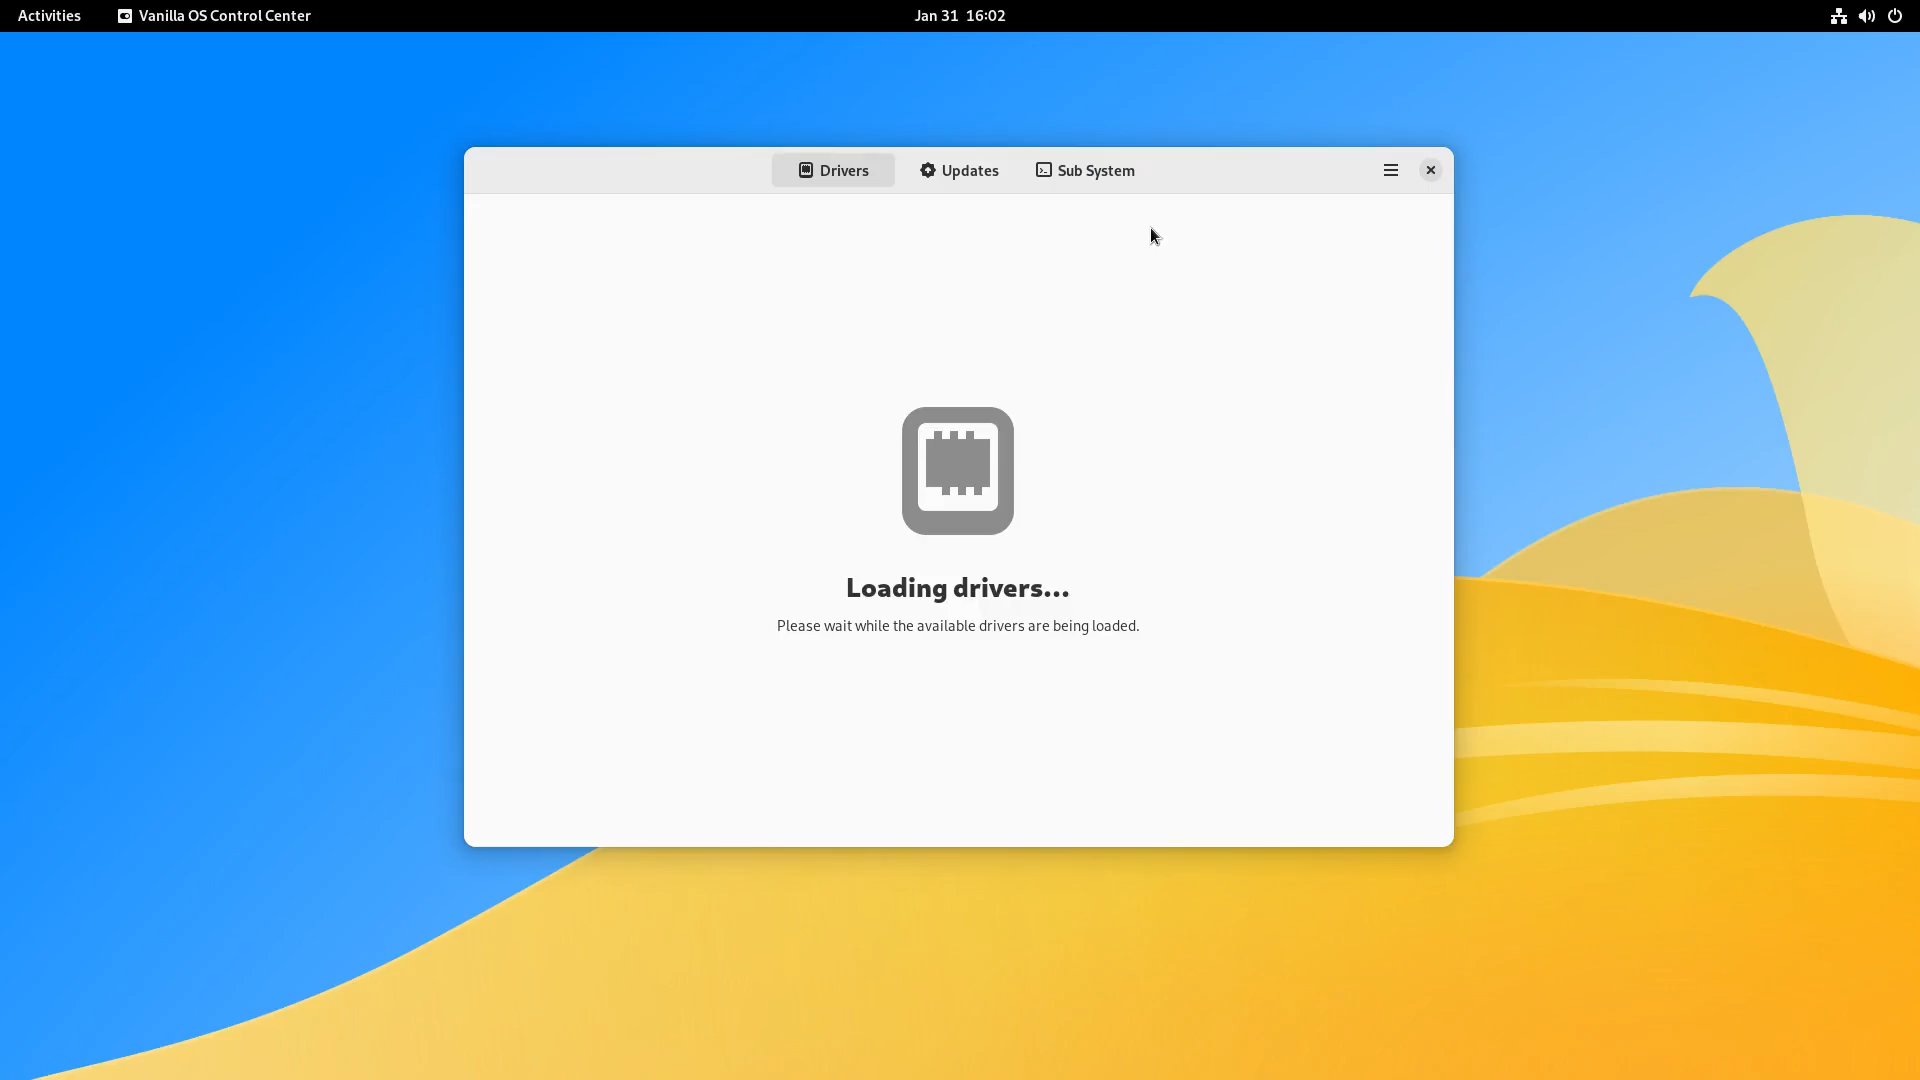 Activities
Vanilla OS Control Center
Jan 31 16:02
Drivers
Updates
Sub System
Loading drivers...
Please wait while the available drivers are being loaded.